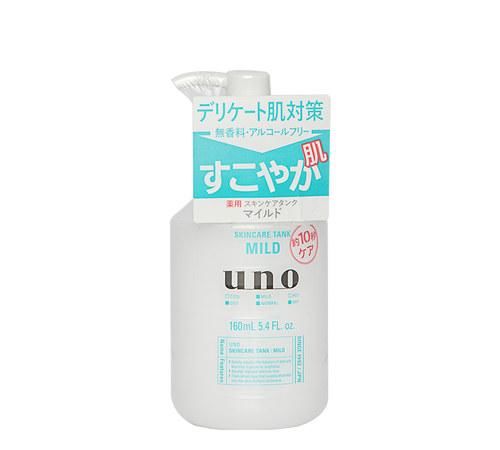 デリケート肌対策
無香料・アルコールフリー
すこやか肌
薬用 スキンケアタンク
マイルド
約10秒
ケア
SKINCARE TANK
MILD
uno
MILD
160mL 5.4 FL. oz.
UNO
SKINCARE TANK : MILD